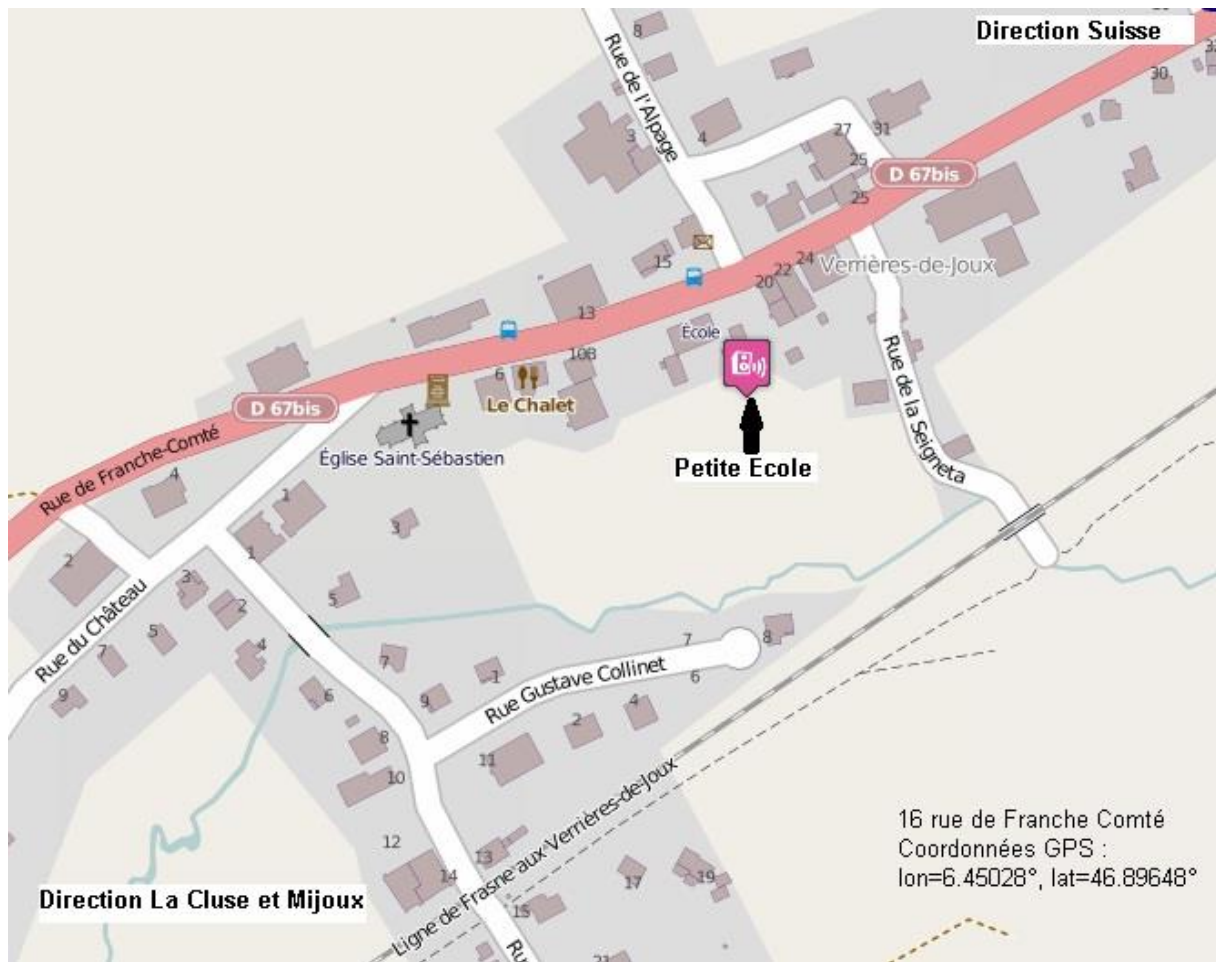 Direction Suisse
8
30
Rue de l'Alpage
3
4
27
31
25
D 67bis
25
15
Verrières-de-Joux
24
22
20
13
École
10B
6
Le Chalet
D 67bis
Église Saint-Sébastien
Petite Ecole
Rue de la Seigneta
Rue de Franche-Comté
4
1
3
2
1
5
3
2
Rue du Château
5
7
4
9
7
6
9
1
Rue Gustave Collinet
7
8
6
4
2
8
11
10
12
13
14
15
17
19
21
Ligne de Frasne aux Verrières-de-Joux
Ru
16 rue de Franche Comté
Coordonnées GPS :
lon=6.45028°, lat=46.89648°
Direction La Cluse et Mijoux